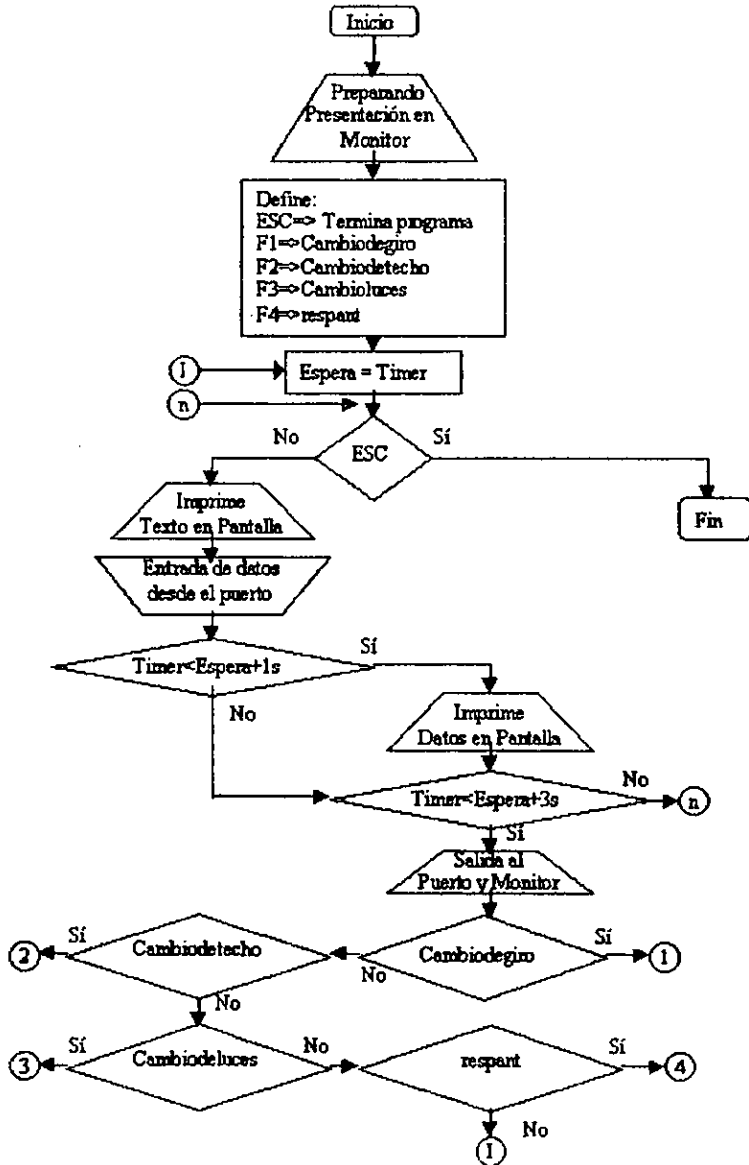 Inicio
Preparando
Presentación en
Monitor
Define:
ESC=> Termina programa
F1=>Cambiodegiro
F2=>Cambiodetecho
F3=>Cambioluces
F4=>respant
I
Espera = Timer
n
No
ESC
Sí
Imprime
Texto en Pantalla
Fin
Entrada de datos
desde el puerto
Timer<Espera+1s
Sí
No
Imprime
Datos en Pantalla
Timer<Espera+3s
No
n
Sí
Salida al
Puerto y Monitor
2
Sí
Cambiodetecho
No
Cambiodegiro
Sí
1
No
3
Sí
Cambiodeluces
No
respant
Sí
4
No
I